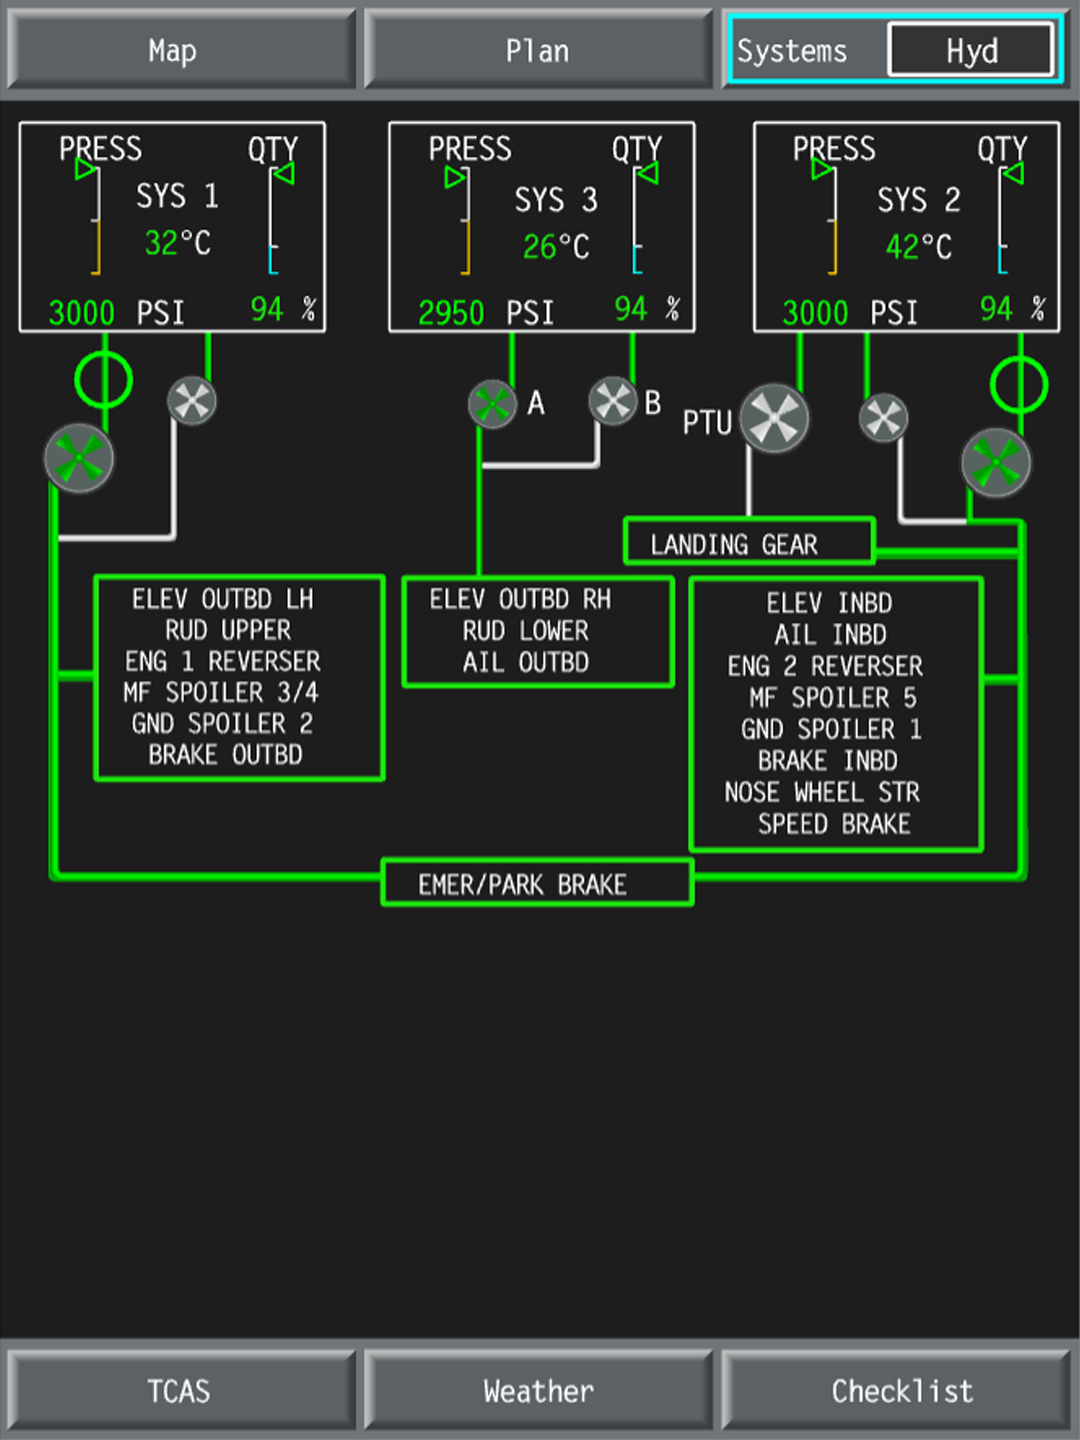 Map
Plan
Systems
Hyd
PRESS
QTY
SYS 1
32°C
3000 PSI
94 %
PRESS
QTY
SYS 3
26°C
2950 PSI
94 %
PRESS
QTY
SYS 2
42°C
3000 PSI
94 %
A
B
PTU
LANDING GEAR
ELEV OUTBD LH
RUD UPPER
ENG 1 REVERSER
MF SPOILER 3/4
GND SPOILER 2
BRAKE OUTBD
ELEV OUTBD RH
RUD LOWER
AIL OUTBD
ELEV INBD
AIL INBD
ENG 2 REVERSER
MF SPOILER 5
GND SPOILER 1
BRAKE INBD
NOSE WHEEL STR
SPEED BRAKE
EMER/PARK BRAKE
TCAS
Weather
Checklist